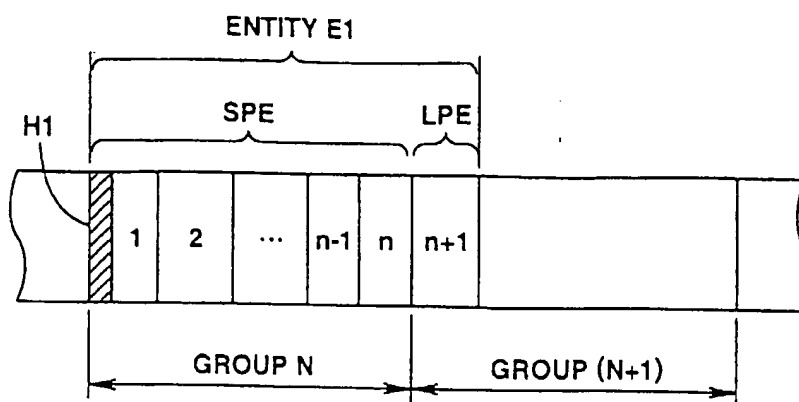 ENTITY E1
SPE LPE
H1
1 2 ... n-1 n n+1
GROUP N GROUP (N+1)